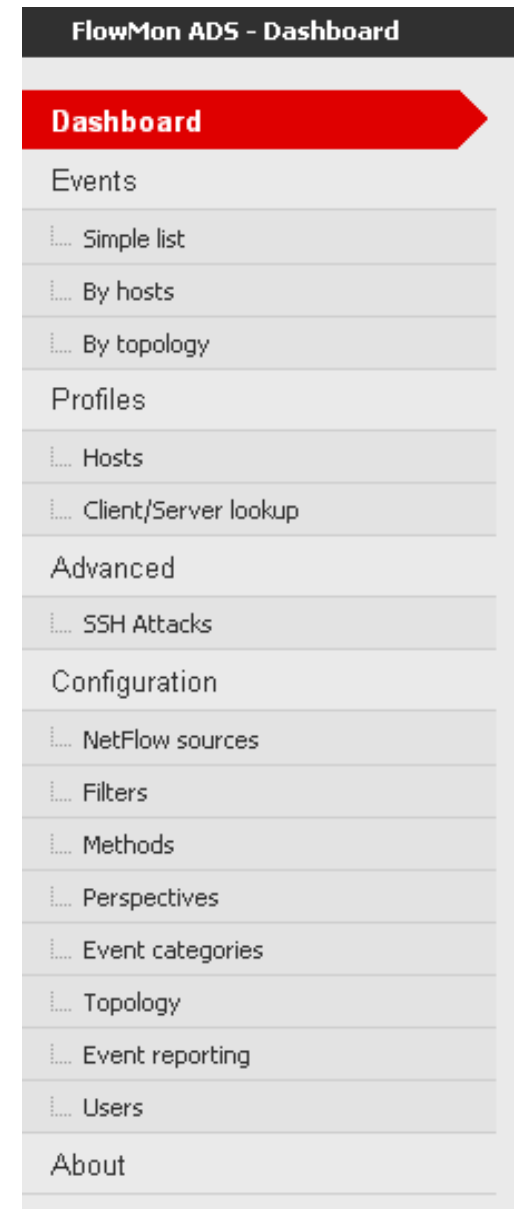 FlowMon ADS - Dashboard
Dashboard
Events
Simple list
By hosts
By topology
Profiles
Hosts
Client/Server lookup
Advanced
SSH Attacks
Configuration
NetFlow sources
Filters
Methods
Perspectives
Event categories
Topology
Event reporting
Users
About